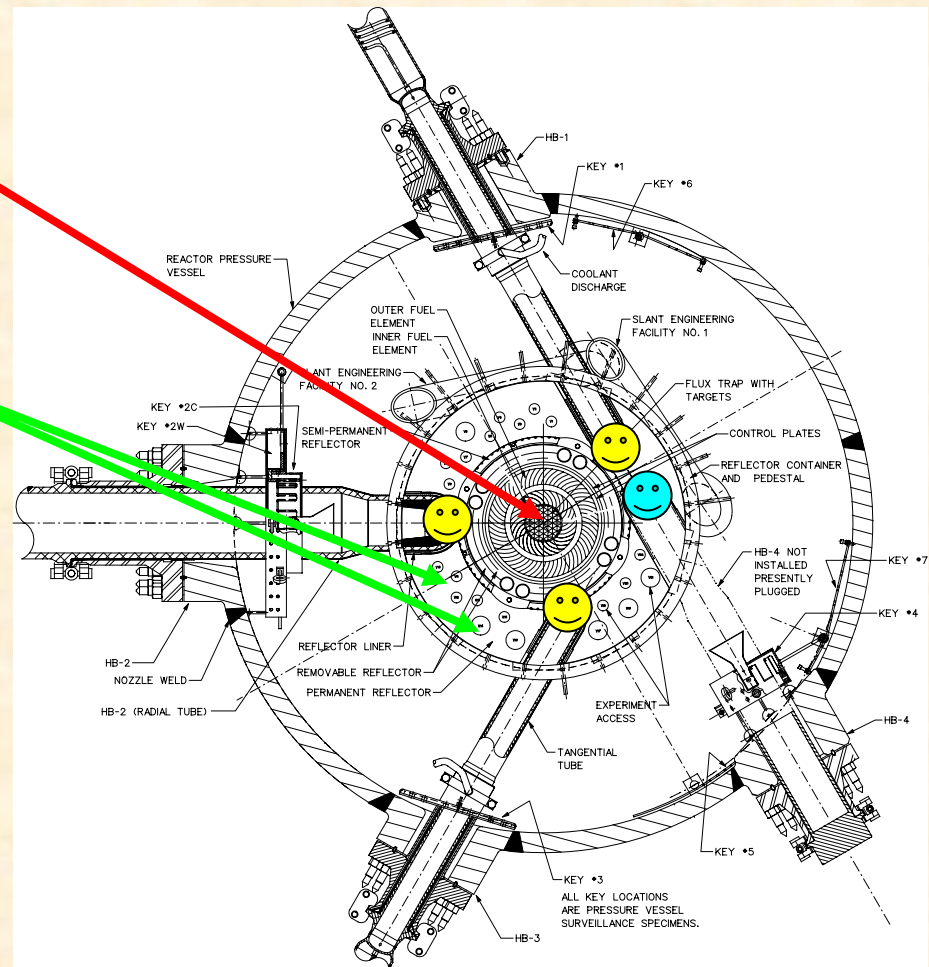 HB-1
KEY *1
KEY *6
REACTOR PRESSURE
VESSEL
COOLANT
DISCHARGE
OUTER FUEL
ELEMENT
INNER FUEL
ELEMENT
SLANT ENGINEERING
FACILITY NO. 1
LANT ENGINEERING
FACILITY NO. 2
FLUX TRAP WITH
TARGETS
KEY *2C
KEY *2W
SEMI-PERMANENT
REFLECTOR
CONTROL PLATES
REFLECTOR CONTAINER
AND PEDESTAL
HB-4 NOT
INSTALLED
PRESENTLY
PLUGGED
KEY *7
KEY *4
REFLECTOR LINER
HB-2
REMOVABLE REFLECTOR
NOZZLE WELD
PERMANENT REFLECTOR
HB-2 (RADIAL TUBE)
EXPERIMENT
ACCESS
HB-4
TANGENTIAL
TUBE
KEY *5
KEY *3
ALL KEY LOCATIONS
ARE PRESSURE VESSEL
SURVEILLANCE SPECIMENS.
HB-3